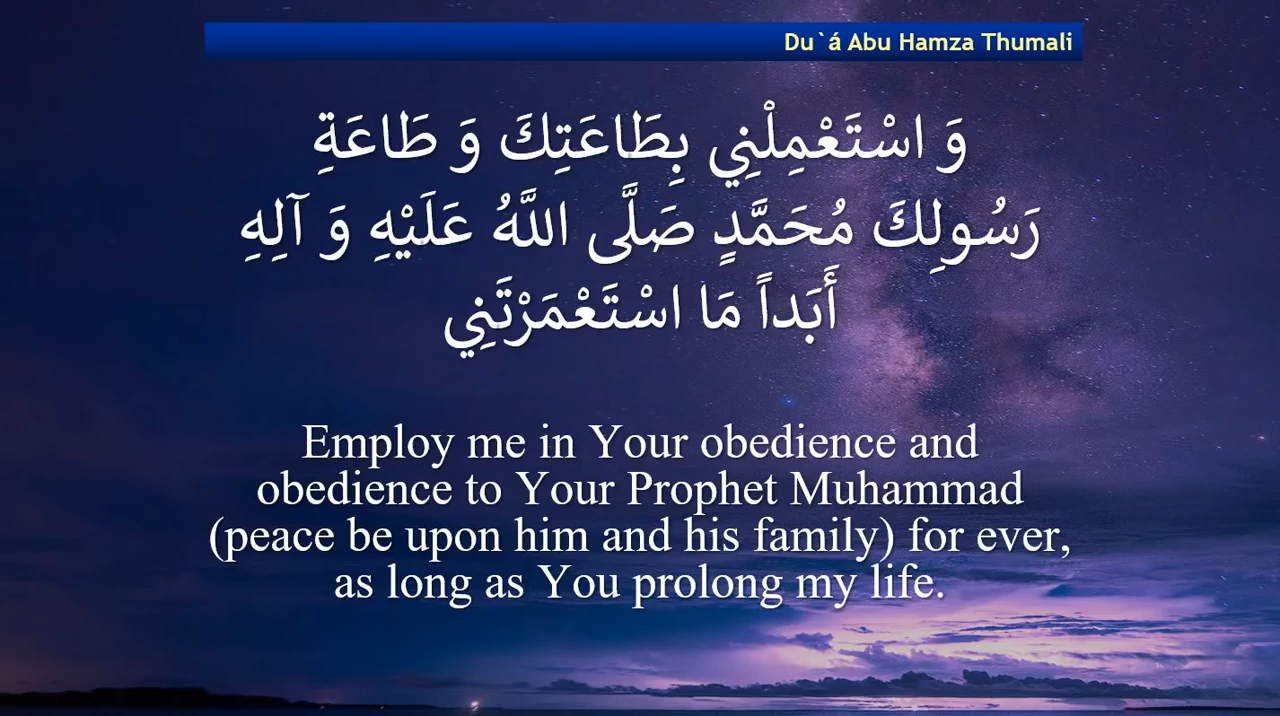 Du`á Abu Hamza Thumali
وَ اسْتَعْمِلْنِي بِطَاعَتِكَ وَ طَاعَةِ
رَسُولِكَ مُحَمَّدٍ صَلَّى اللَّهُ عَلَيْهِ وَ آلِهِ
أَبَداً مَا اسْتَعْمَرْتَنِي
Employ me in Your obedience and
obedience to Your Prophet Muhammad
(peace be upon him and his family) for ever,
as long as You prolong my life.